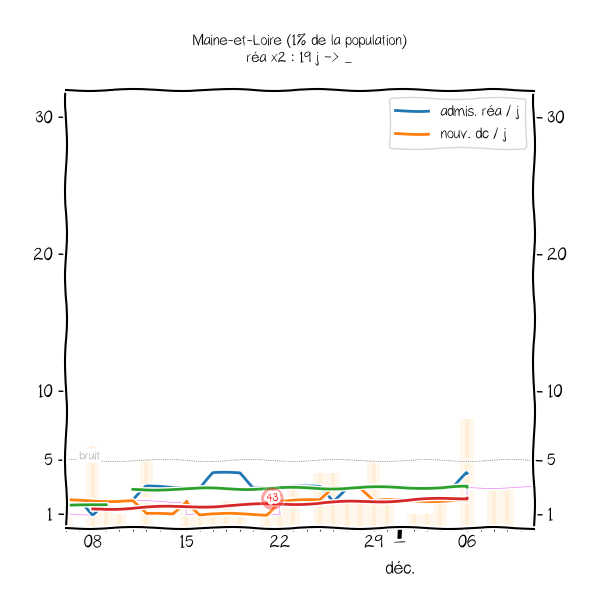 Maine-et-Loire (1% de la population)
réa x2 : 19 j -> _
admis. réa / j
nouv. dc / j
30
30
20
20
10
10
5
bruit
5
1
43
1
08
15
22
29
06
déc.